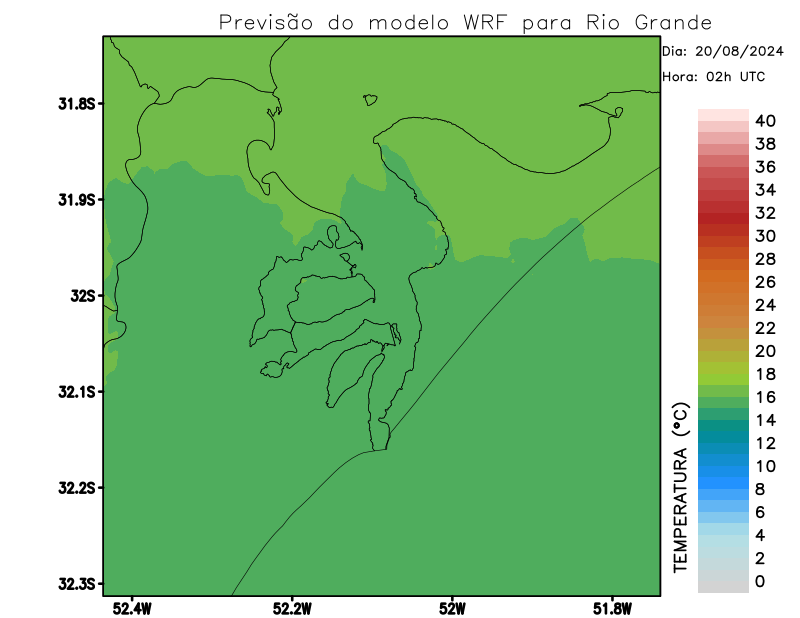 Previsão do modelo WRF para Rio Grande
Dia: 20/08/2024
Hora: 02h UTC
31.8S
31.9S
32S
32.1S
32.2S
32.3S
52.4W
52.2W
52W
51.8W
TEMPERATURA (°C)
40
38
36
34
32
30
28
26
24
22
20
18
16
14
12
10
8
6
4
2
0